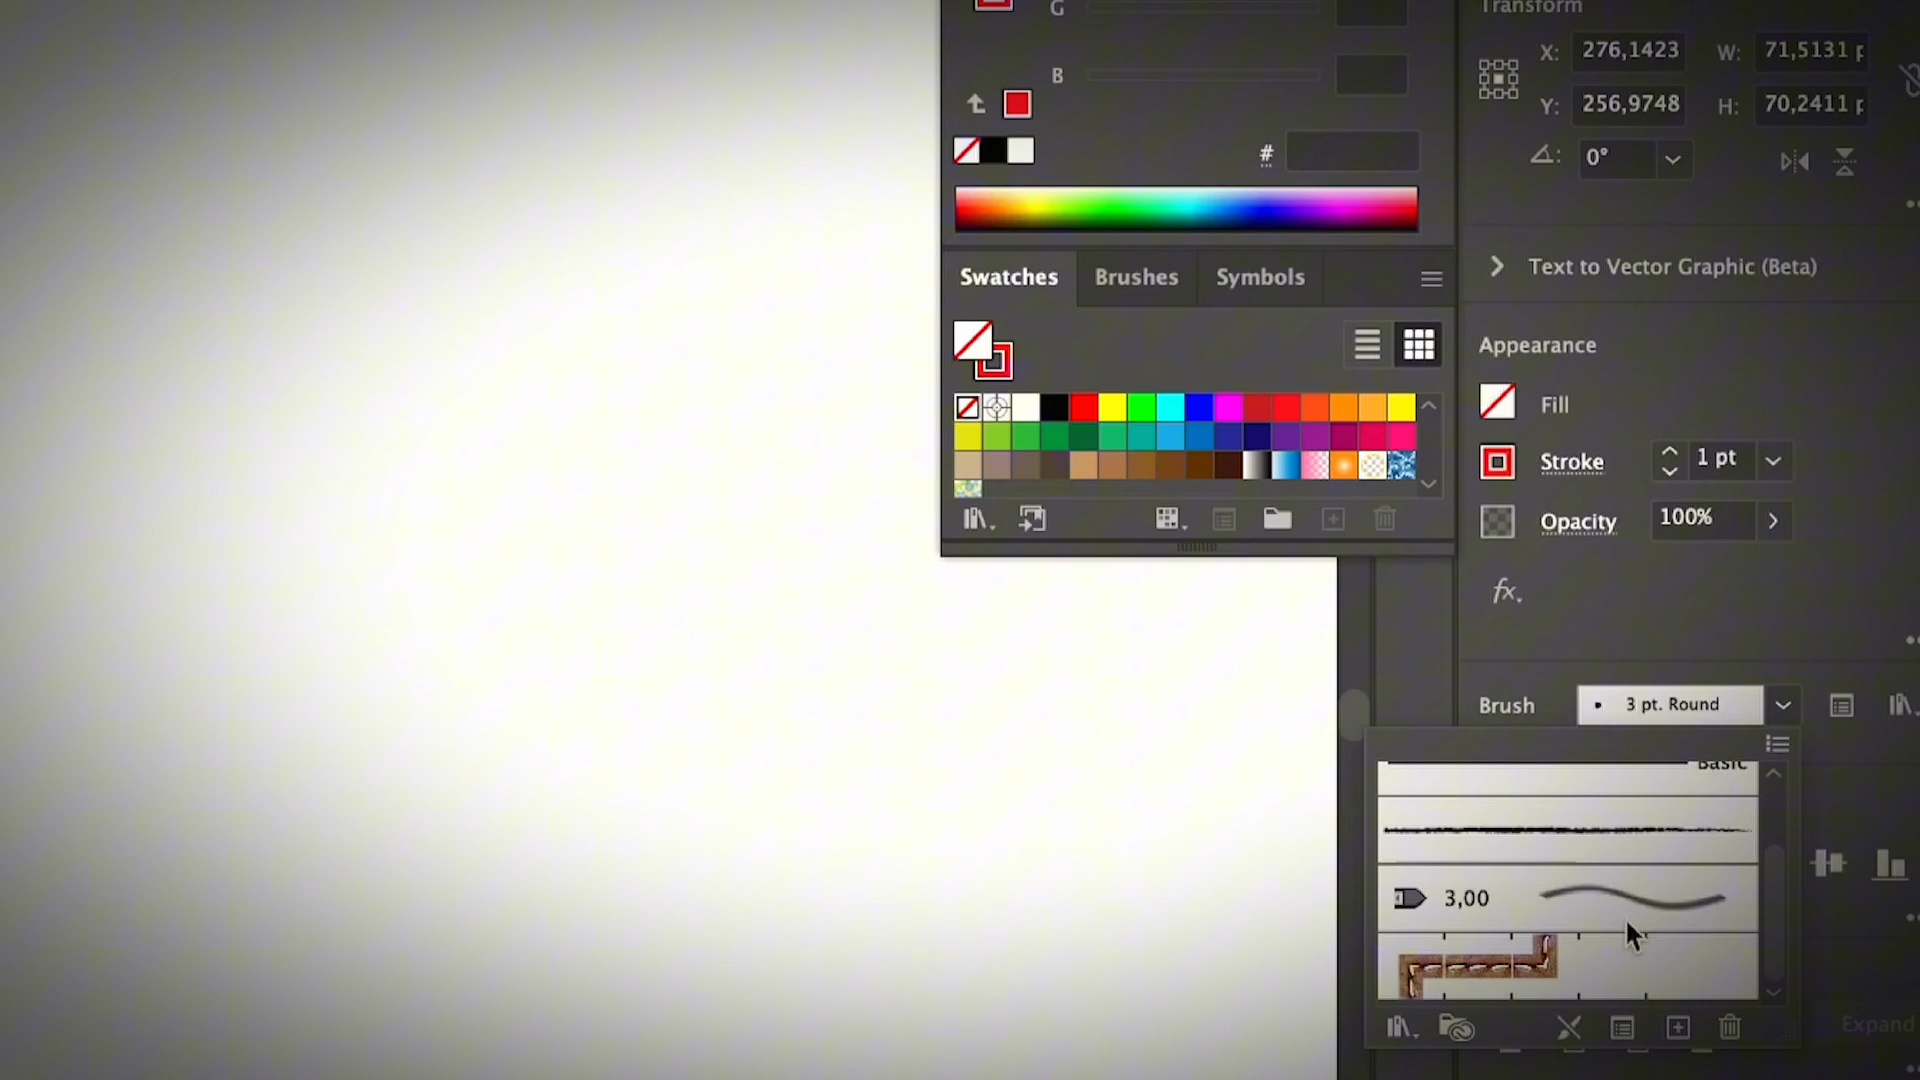 G
B
#
Swatches
Brushes
Symbols
Transform
X: 276,1423
W: 71,5131 p
Y: 256,9748
H: 70,2411 p
0°
Text to Vector Graphic (Beta)
Appearance
Fill
Stroke
1 pt
Opacity
100%
fx
Brush
3 pt. Round
Basic
3,00
Expand